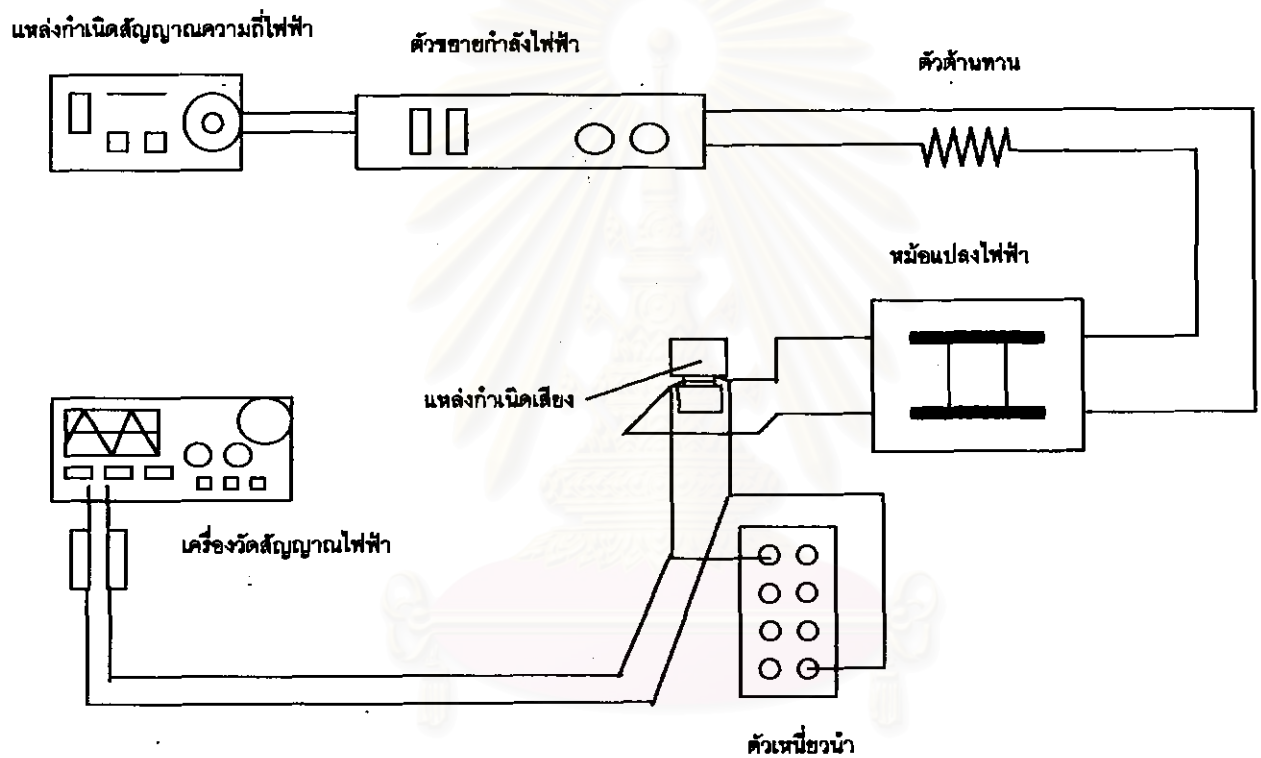 แหล่งกำเนิดสัญญาณความถี่ไฟฟ้า
ตัวขยายกำลังไฟฟ้า
ตัวต้านทาน
หม้อแปลงไฟฟ้า
แหล่งกำเนิดเสียง
เครื่องวัดสัญญาณไฟฟ้า
ตัวเหนี่ยวนำ